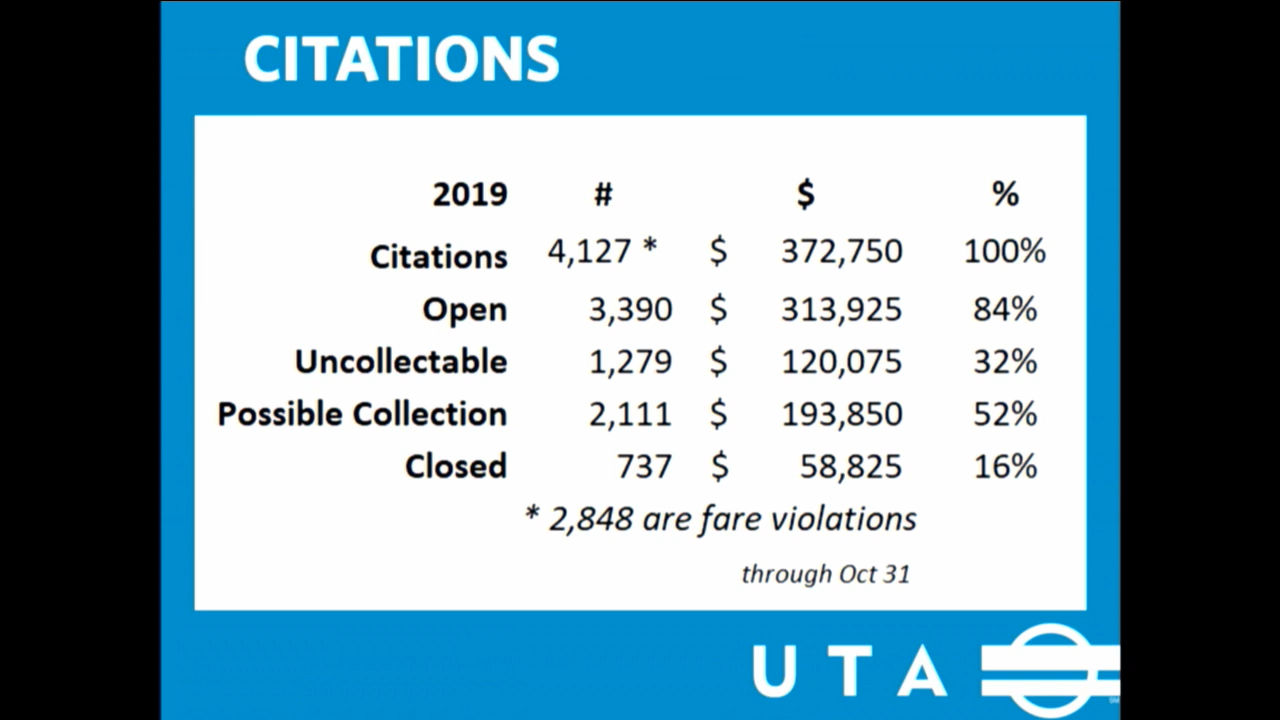 CITATIONS
2019 # $ %
Citations 4,127 * $ 372,750 100%
Open 3,390 $ 313,925 84%
Uncollectable 1,279 $ 120,075 32%
Possible Collection 2,111 $ 193,850 52%
Closed 737 $ 58,825 16%
* 2,848 are fare violations
through Oct 31
UTA
SM